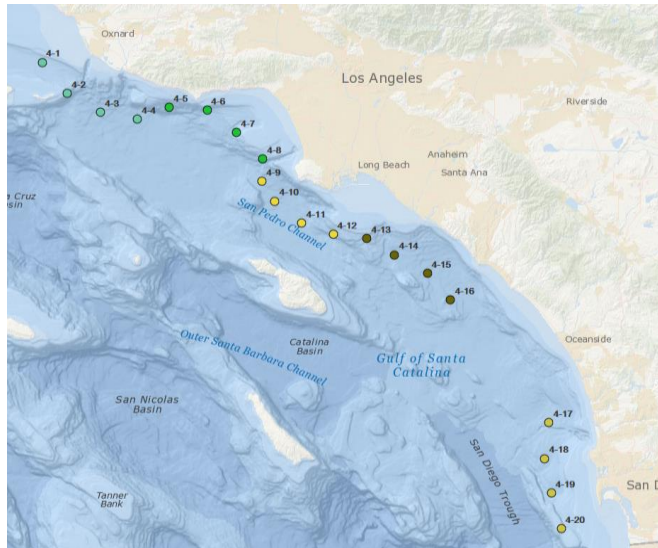 4-1
Oxnard
4-2
4-3
4-4
4-5
4-6
Los Angeles
4-7
Riverside
4-8
Anaheim
Long Beach
Santa Ana
4-9
a Cruz
sin
4-10
San Pedro Channel
4-11
4-12
4-13
4-14
4-15
4-16
Outer Santa Barbara Channel
Catalina
Basin
Oceanside
Gulf of Santa
Catalina
San Nicolas
Basin
4-17
San Diego Trough
4-18
Tanner
Bank
4-19
San D
4-20